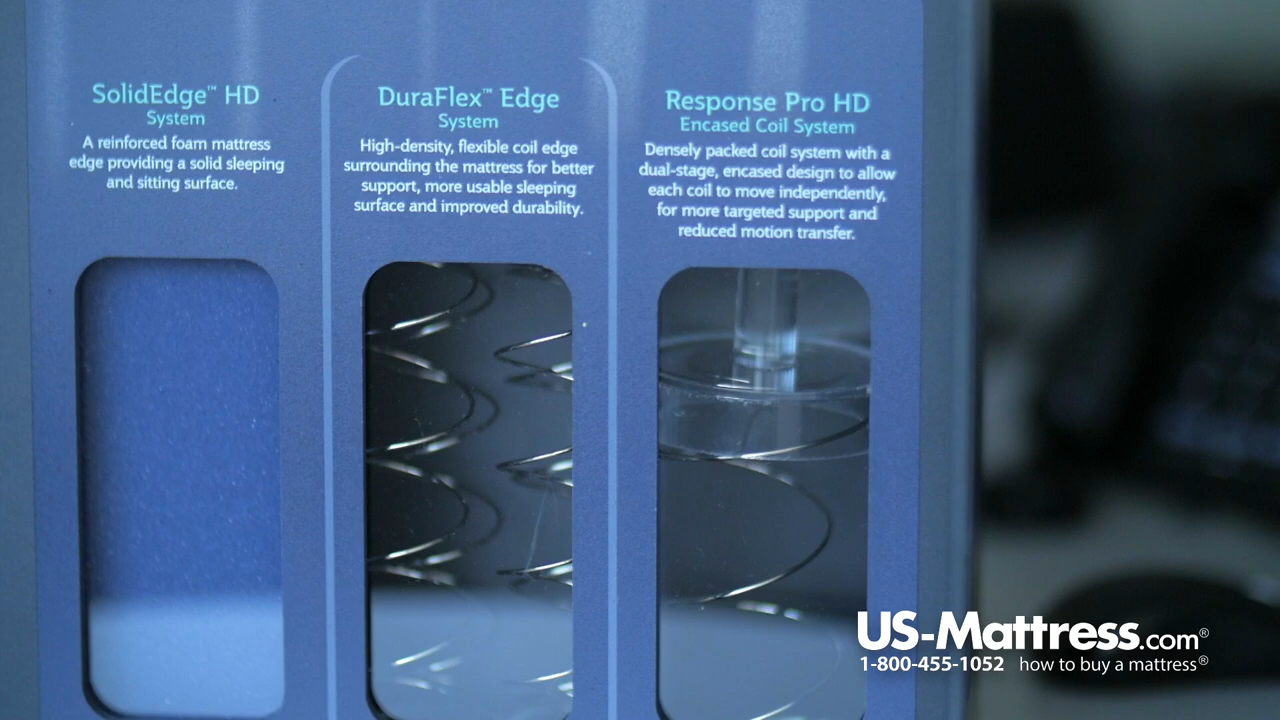 SolidEdge™ HD
System
A reinforced foam mattress
edge providing a solid sleeping
and sitting surface.
DuraFlex™ Edge
System
High-density, flexible coil edge
surrounding the mattress for better
support, more usable sleeping
surface and improved durability.
Response Pro HD
Encased Coil System
Densely packed coil system with a
dual-stage, encased design to allow
each coil to move independently,
for more targeted support and
reduced motion transfer.
US-Mattress.com®
1-800-455-1052 how to buy a mattress®